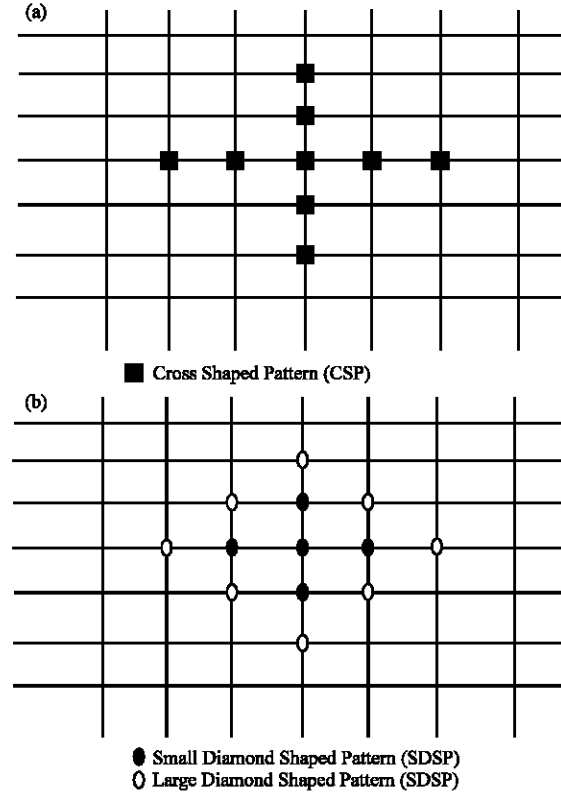 (a)
Cross Shaped Pattern (CSP)
(b)
Small Diamond Shaped Pattern (SDSP)
Large Diamond Shaped Pattern (SDSP)